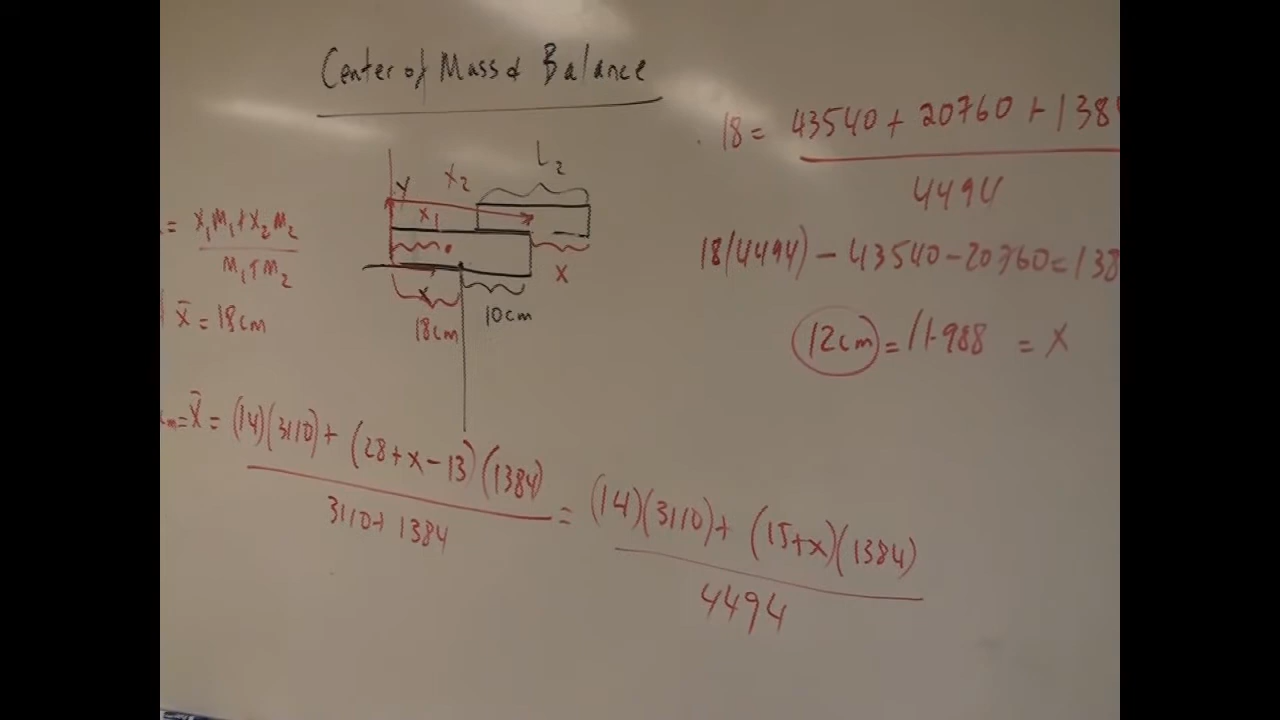 Center of Mass & Balance
L₂
X₂
Y
X₁
X
X
18cm
10cm
= X₁M₁+X₂M₂
M₁+M₂
X̄ = 18cm
m=X̄ = (14)(3110)+ (28+x-13)(1384)
3110+1384
= (14)(3110)+ (15+x)(1384)
4494
18 = 43540 + 20760 + 1384
4494
18(4494) - 43540 - 20760 = 138
12cm = 11.988 = X